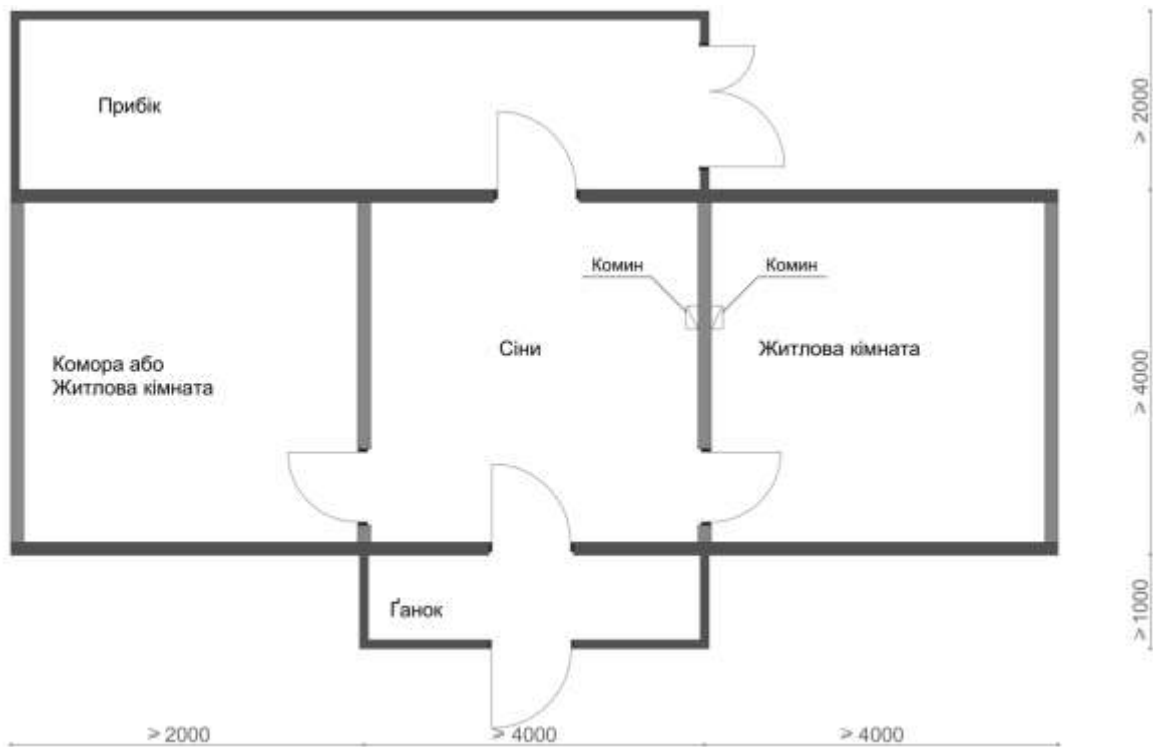 Прибік
> 2000
Комин
Комин
Сіни
Житлова кімната
Комора або
Житлова кімната
> 4000
Ґанок
>1000
> 2000
> 4000
> 4000